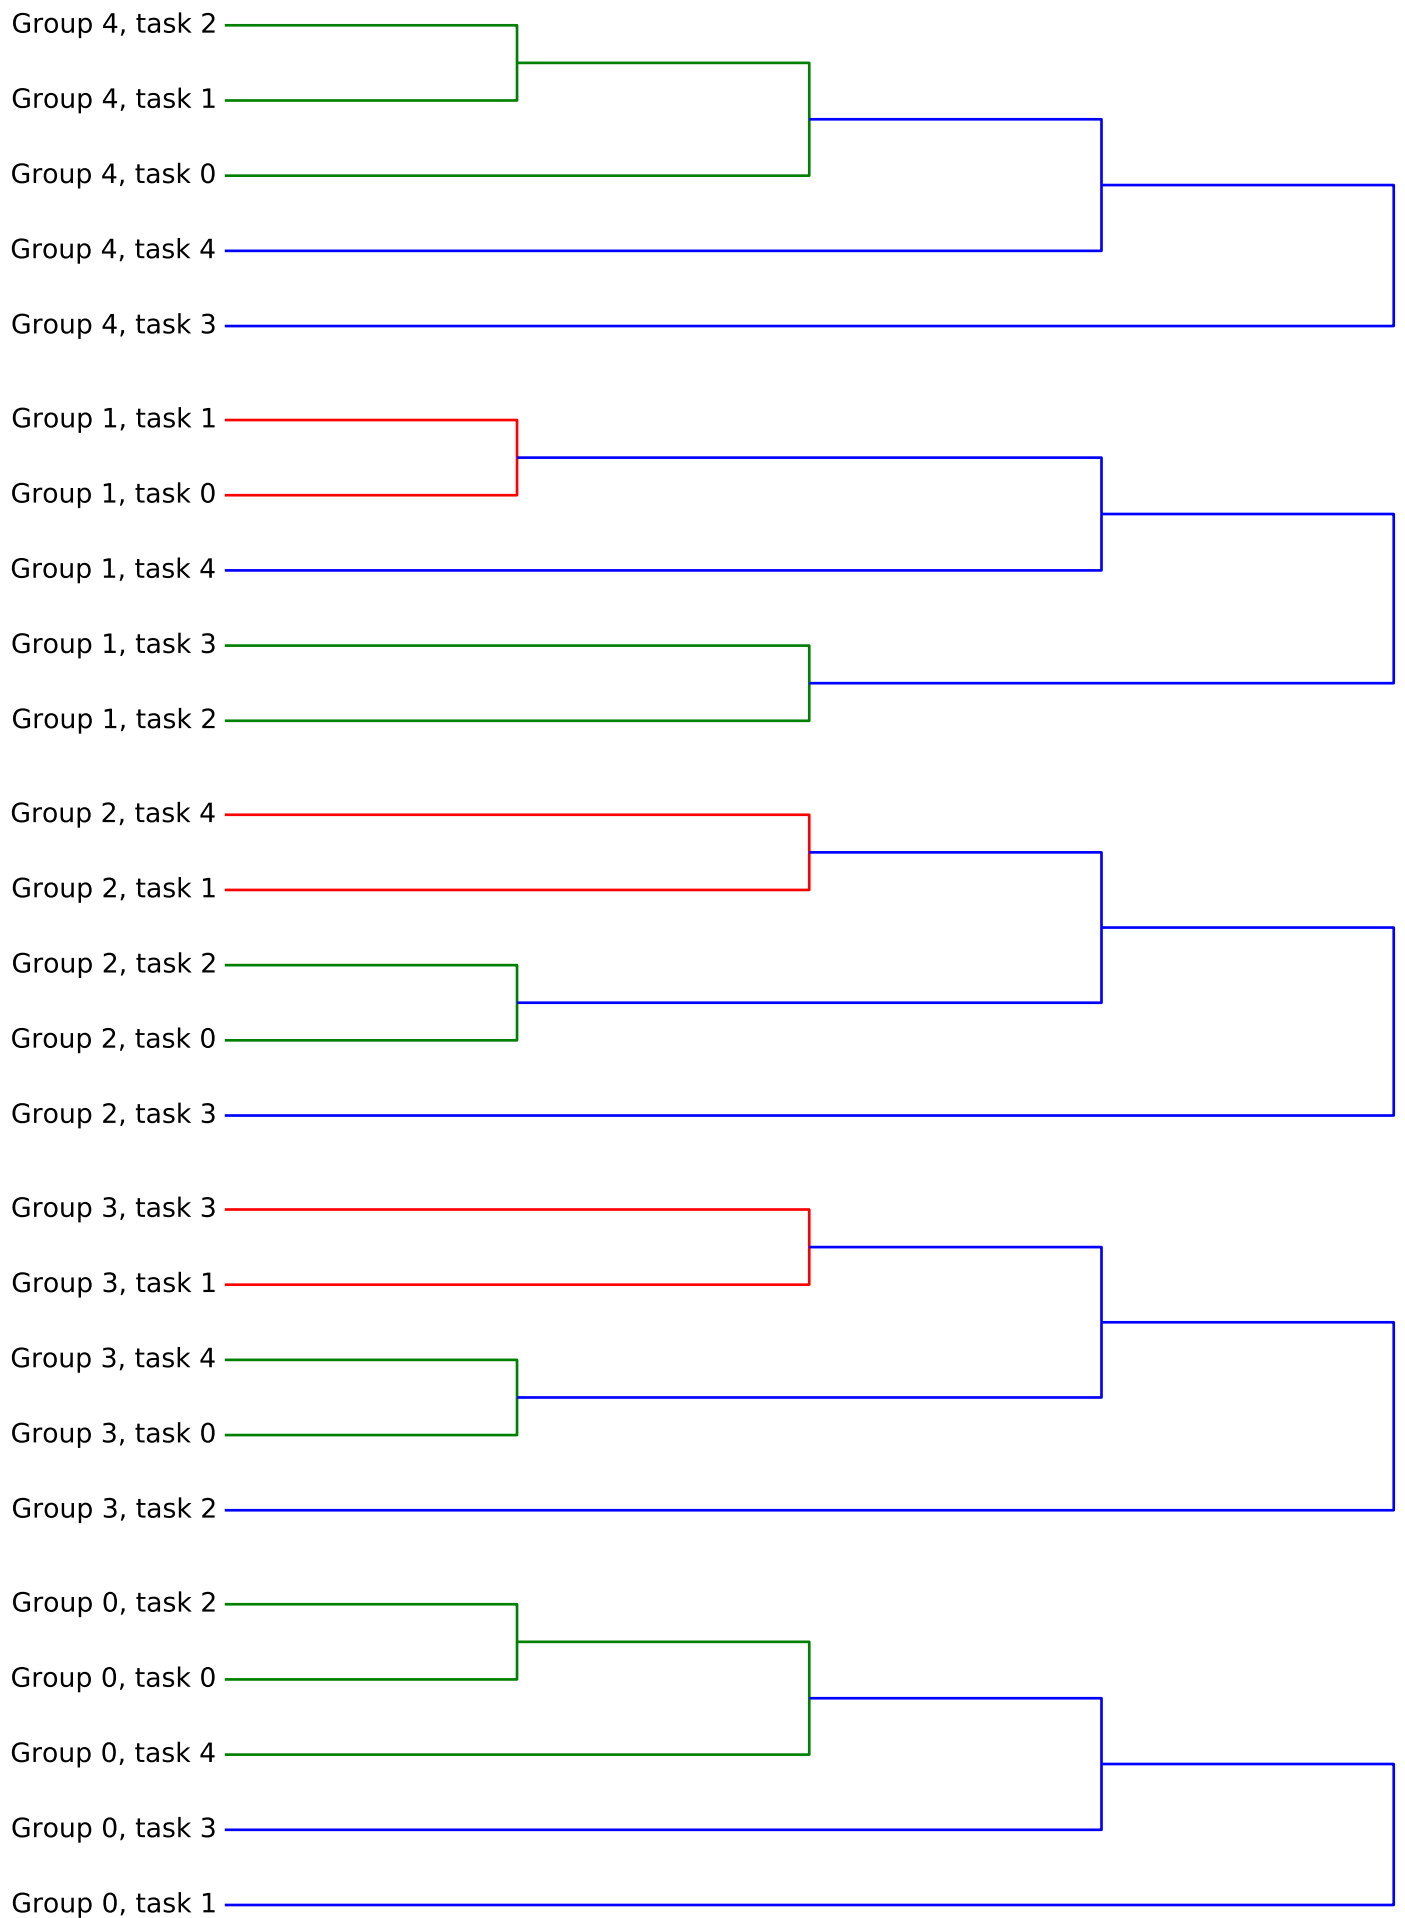 Group 4, task 2
Group 4, task 1
Group 4, task 0
Group 4, task 4
Group 4, task 3
Group 1, task 1
Group 1, task 0
Group 1, task 4
Group 1, task 3
Group 1, task 2
Group 2, task 4
Group 2, task 1
Group 2, task 2
Group 2, task 0
Group 2, task 3
Group 3, task 3
Group 3, task 1
Group 3, task 4
Group 3, task 0
Group 3, task 2
Group 0, task 2
Group 0, task 0
Group 0, task 4
Group 0, task 3
Group 0, task 1